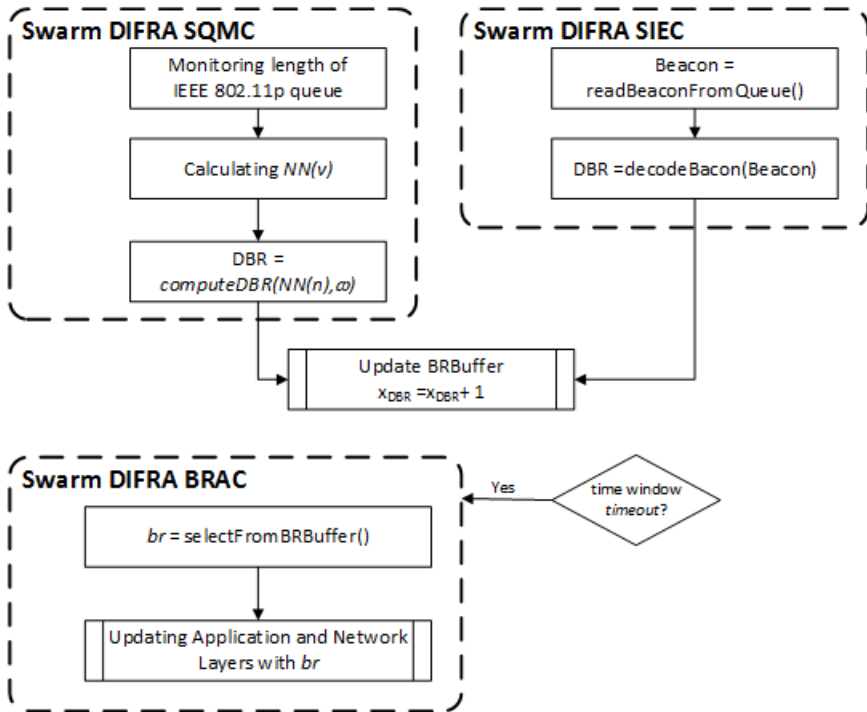 Swarm DIFRA SQMC
Monitoring length of
IEEE 802.11p queue
Calculating NN(v)
DBR =
computeDBR(NN(n),ω)
Swarm DIFRA SIEC
Beacon =
readBeaconFromQueue()
DBR =decodeBacon(Beacon)
Update BRBuffer
xDBR =xDBR+ 1
Swarm DIFRA BRAC
br = selectFromBRBuffer()
Updating Application and Network
Layers with br
Yes
time window
timeout?